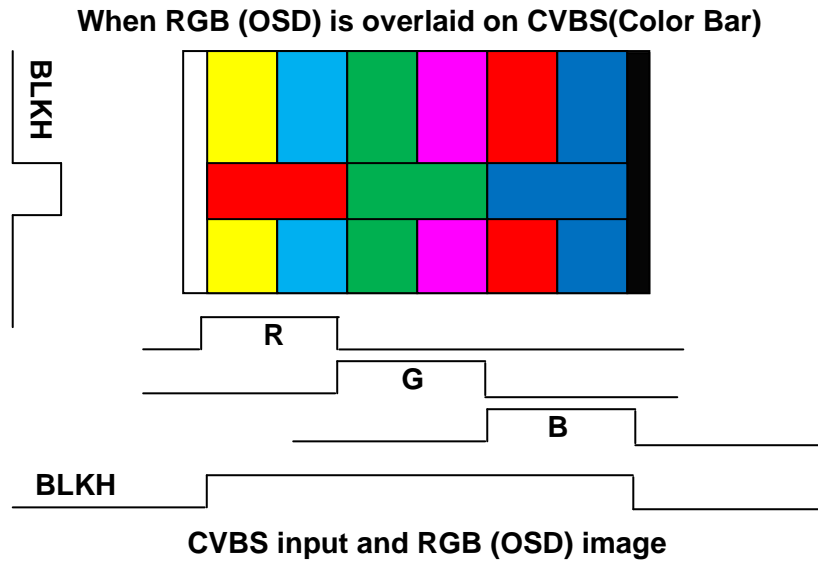 When RGB (OSD) is overlaid on CVBS(Color Bar)
BLKH
R
G
B
BLKH
CVBS input and RGB (OSD) image